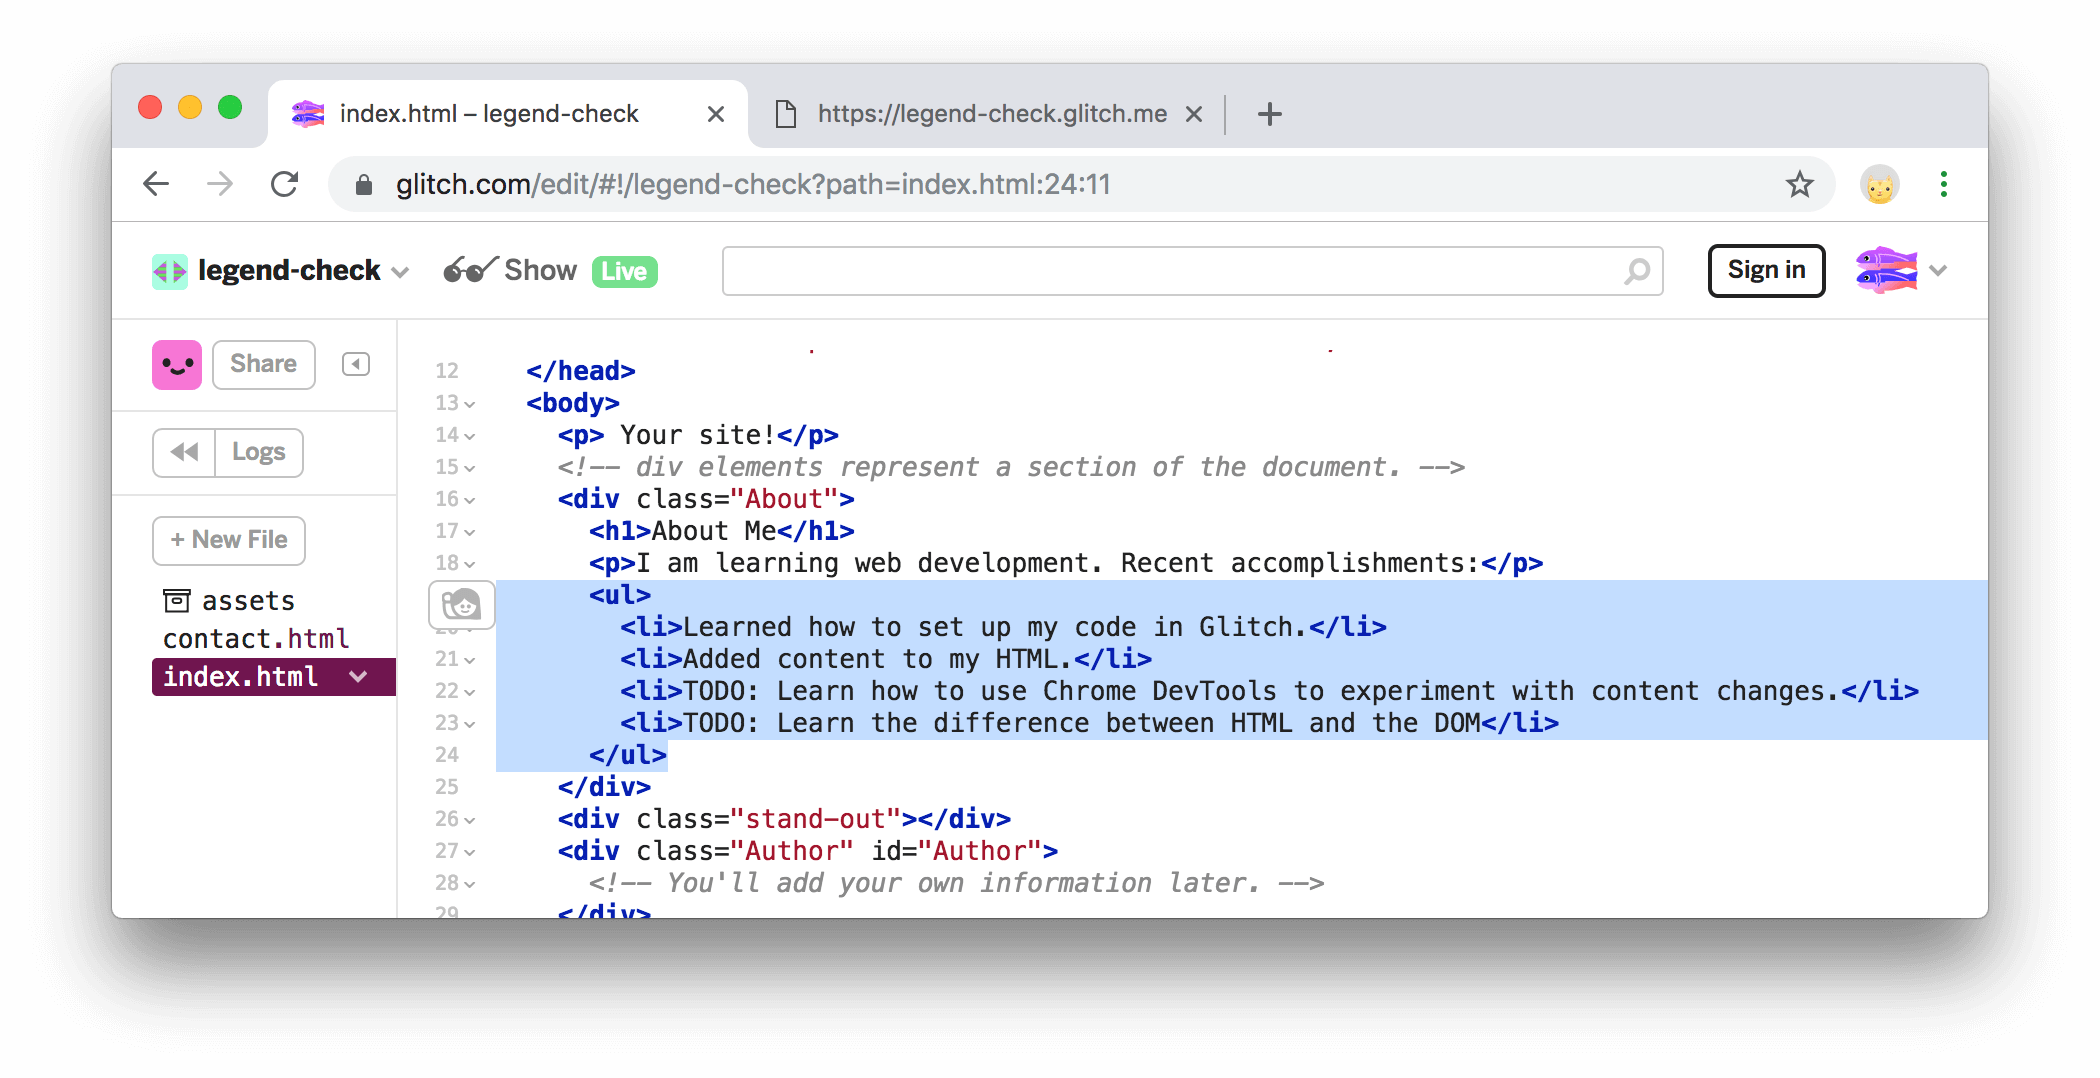 index.html – legend-check
https://legend-check.glitch.me
glitch.com/edit/#!/legend-check?path=index.html:24:11
legend-check Show Live Sign in
Share
Logs
+ New File
assets
contact.html
index.html
12 </head>
13 <body>
14 <p> Your site!</p>
15 <!-- div elements represent a section of the document. -->
16 <div class="About">
17 <h1>About Me</h1>
18 <p>I am learning web development. Recent accomplishments:</p>
<ul>
20 <li>Learned how to set up my code in Glitch.</li>
21 <li>Added content to my HTML.</li>
22 <li>TODO: Learn how to use Chrome DevTools to experiment with content changes.</li>
23 <li>TODO: Learn the difference between HTML and the DOM</li>
24 </ul>
25 </div>
26 <div class="stand-out"></div>
27 <div class="Author" id="Author">
28 <!-- You'll add your own information later. -->
29 </div>